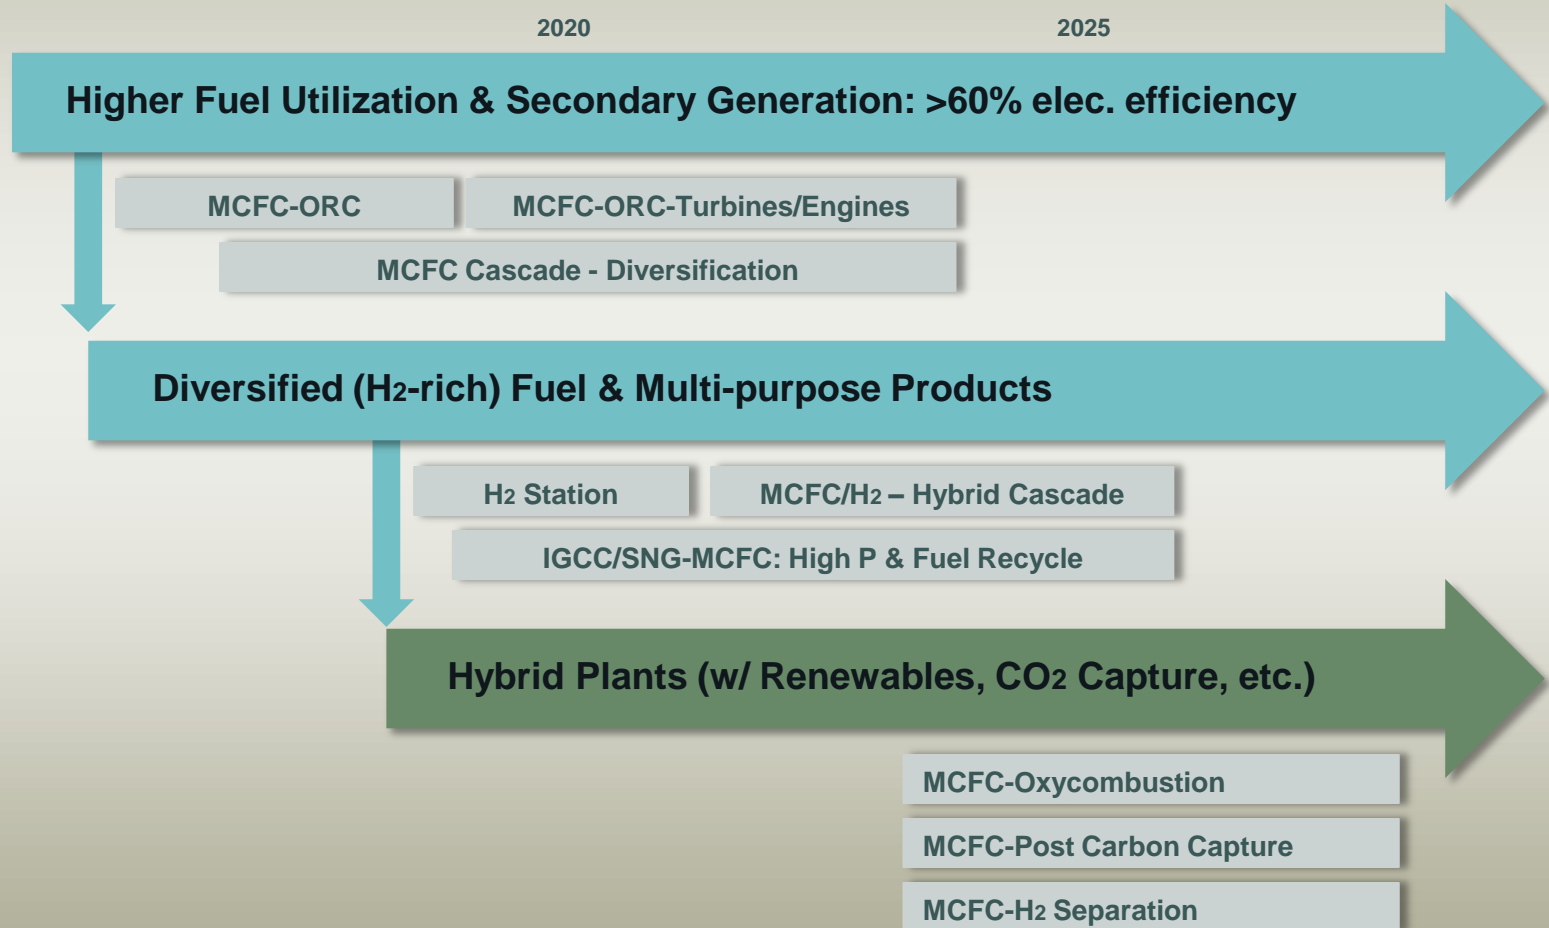 2020
2025
Higher Fuel Utilization & Secondary Generation: >60% elec. efficiency
MCFC-ORC
MCFC-ORC-Turbines/Engines
MCFC Cascade - Diversification
Diversified (H2-rich) Fuel & Multi-purpose Products
H2 Station
MCFC/H2 – Hybrid Cascade
IGCC/SNG-MCFC: High P & Fuel Recycle
Hybrid Plants (w/ Renewables, CO2 Capture, etc.)
MCFC-Oxycombustion
MCFC-Post Carbon Capture
MCFC-H2 Separation